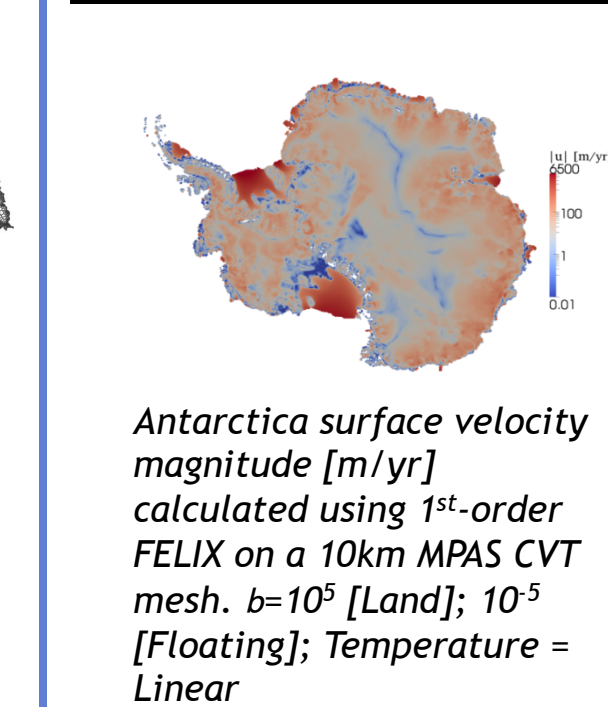 |u| [m/yr
6500
100
1
0.01
Antarctica surface velocity
magnitude [m/yr]
calculated using 1st-order
FELIX on a 10km MPAS CVT
mesh. b=10⁵ [Land]; 10⁻⁵
[Floating]; Temperature =
Linear